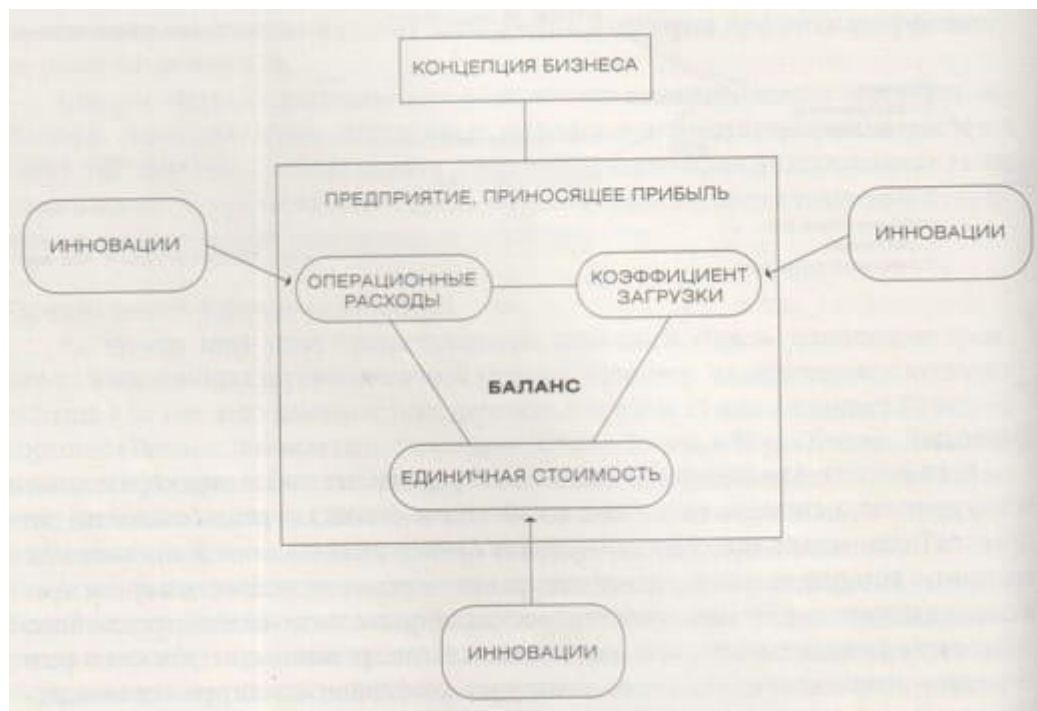 КОНЦЕПЦИЯ БИЗНЕСА
ПРЕДПРИЯТИЕ, ПРИНОСЯЩЕЕ ПРИБЫЛЬ
ИННОВАЦИИ
ИННОВАЦИИ
ОПЕРАЦИОННЫЕ
РАСХОДЫ
КОЭФФИЦИЕНТ
ЗАГРУЗКИ
БАЛАНС
ЕДИНИЧНАЯ СТОИМОСТЬ
ИННОВАЦИИ